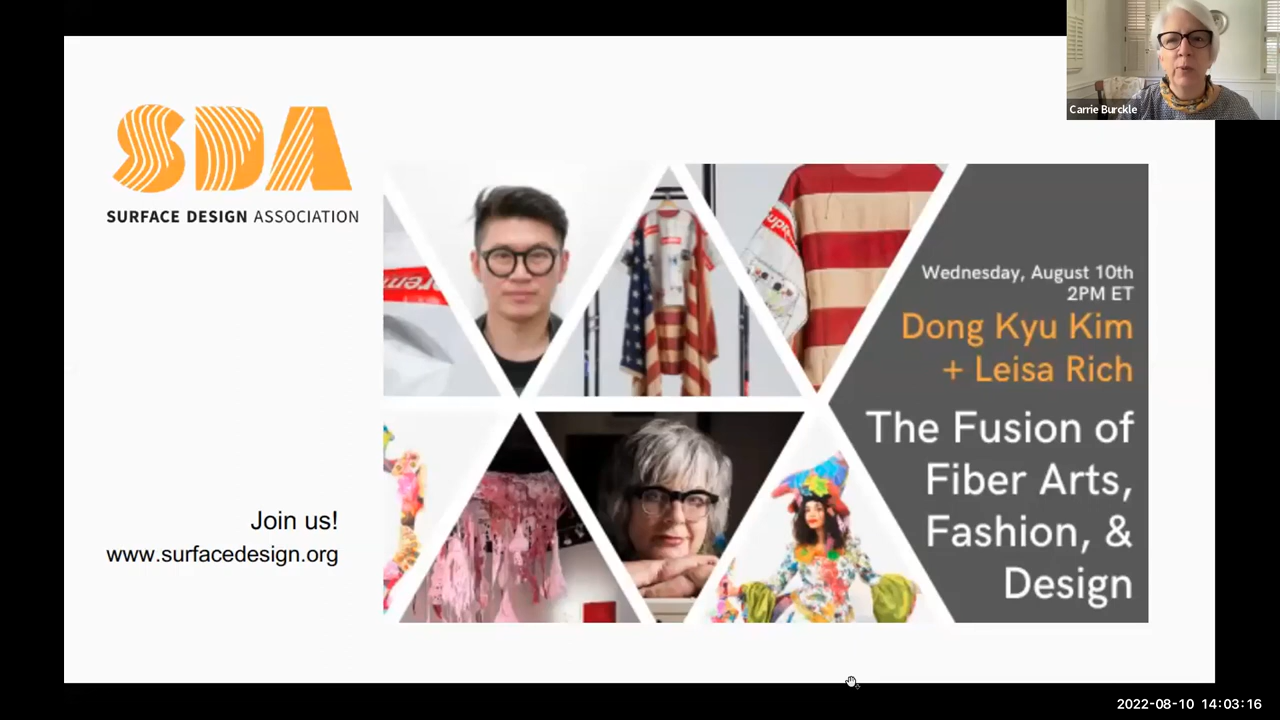 SDA
SURFACE DESIGN ASSOCIATION
Carrie Burckle
Wednesday, August 10th
2PM ET
Dong Kyu Kim
+ Leisa Rich
The Fusion of
Fiber Arts,
Fashion, &
Design
Join us!
www.surfacedesign.org
2022-08-10 14:03:16